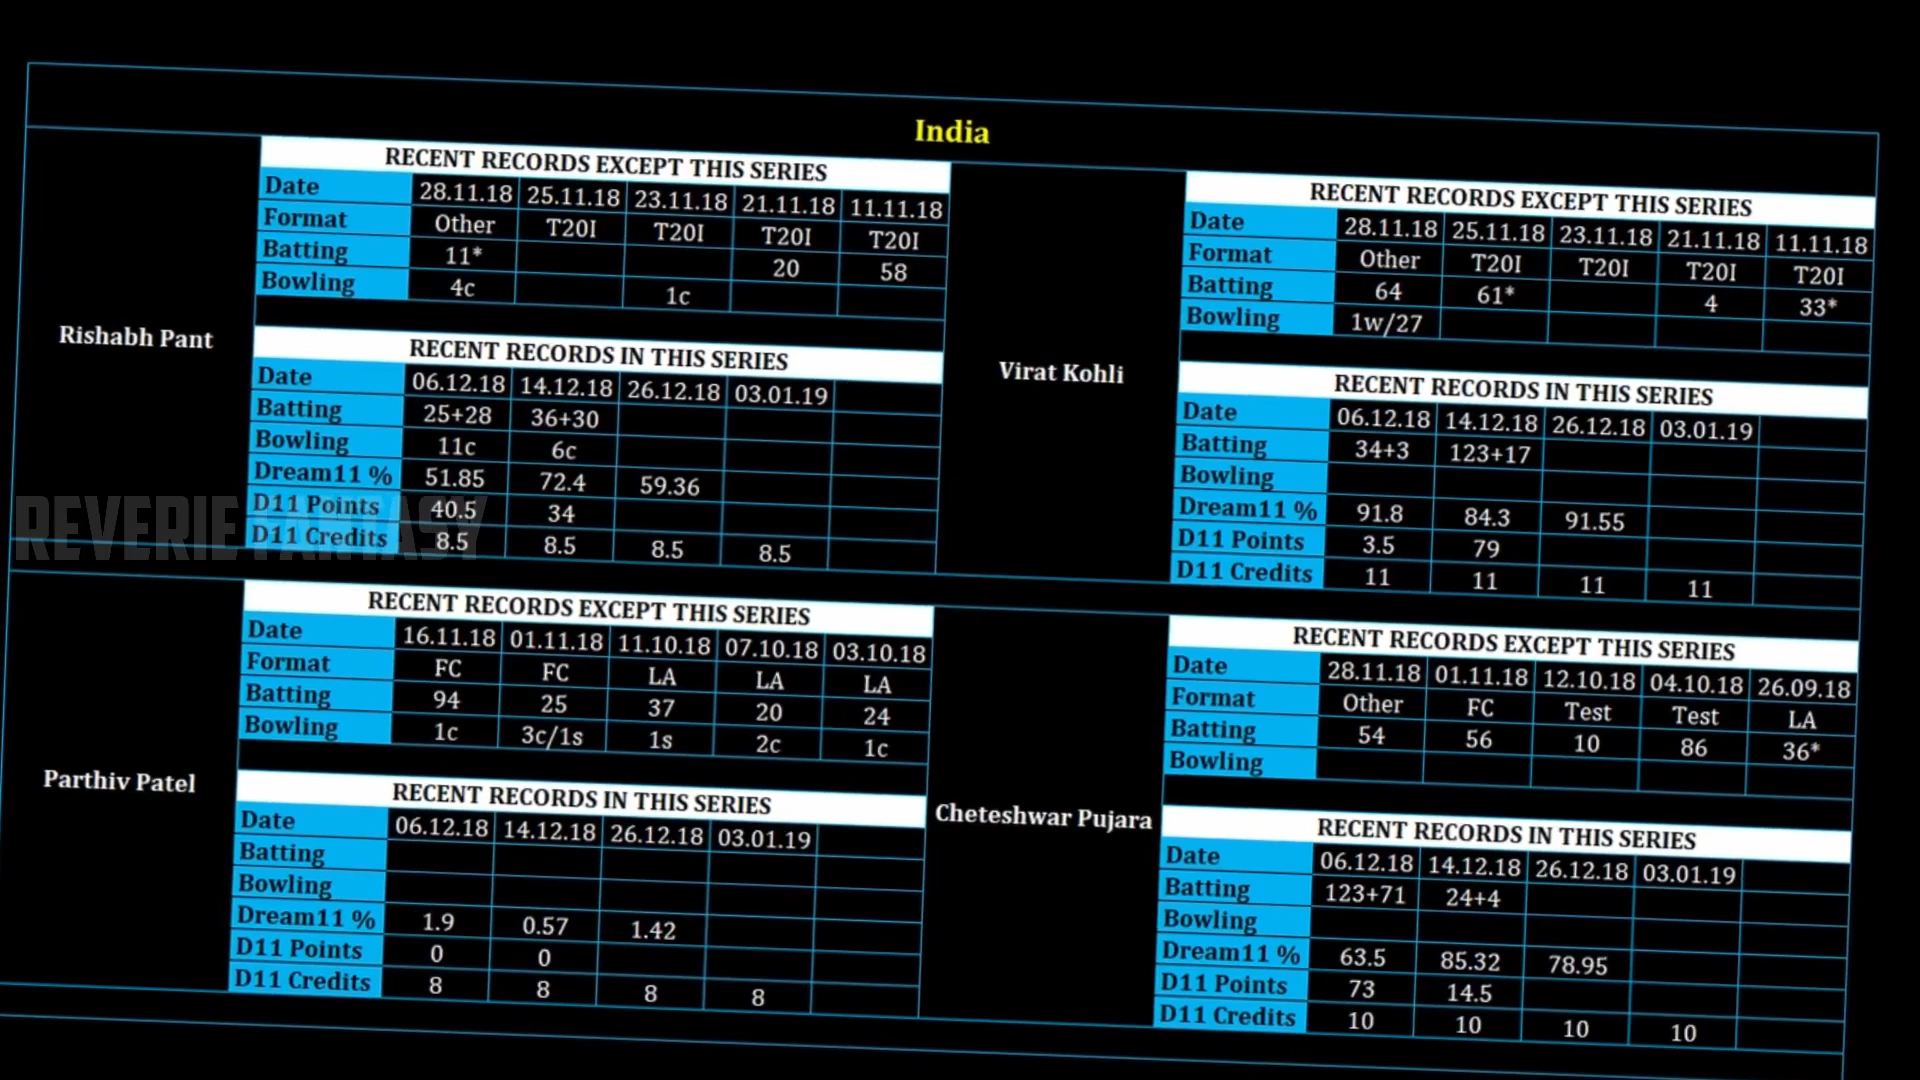 India
Rishabh Pant
RECENT RECORDS EXCEPT THIS SERIES
Date 28.11.18 25.11.18 23.11.18 21.11.18 11.11.18
Format Other T20I T20I T20I T20I
Batting 11* 20 58
Bowling 4c 1c
RECENT RECORDS IN THIS SERIES
Date 06.12.18 14.12.18 26.12.18 03.01.19
Batting 25+28 36+30
Bowling 11c 6c
Dream11 % 51.85 72.4 59.36
D11 Points 40.5 34
D11 Credits 8.5 8.5 8.5 8.5
REVERIE FANTASY
Virat Kohli
RECENT RECORDS EXCEPT THIS SERIES
Date 28.11.18 25.11.18 23.11.18 21.11.18 11.11.18
Format Other T20I T20I T20I T20I
Batting 64 61* 4 33*
Bowling 1w/27
RECENT RECORDS IN THIS SERIES
Date 06.12.18 14.12.18 26.12.18 03.01.19
Batting 34+3 123+17
Bowling
Dream11 % 91.8 84.3 91.55
D11 Points 3.5 79
D11 Credits 11 11 11 11
Parthiv Patel
RECENT RECORDS EXCEPT THIS SERIES
Date 16.11.18 01.11.18 11.10.18 07.10.18 03.10.18
Format FC FC LA LA LA
Batting 94 25 37 20 24
Bowling 1c 3c/1s 1s 2c 1c
RECENT RECORDS IN THIS SERIES
Date 06.12.18 14.12.18 26.12.18 03.01.19
Batting
Bowling
Dream11 % 1.9 0.57 1.42
D11 Points 0 0
D11 Credits 8 8 8 8
Cheteshwar Pujara
RECENT RECORDS EXCEPT THIS SERIES
Date 28.11.18 01.11.18 12.10.18 04.10.18 26.09.18
Format Other FC Test Test LA
Batting 54 56 10 86 36*
Bowling
RECENT RECORDS IN THIS SERIES
Date 06.12.18 14.12.18 26.12.18 03.01.19
Batting 123+71 24+4
Bowling
Dream11 % 63.5 85.32 78.95
D11 Points 73 14.5
D11 Credits 10 10 10 10